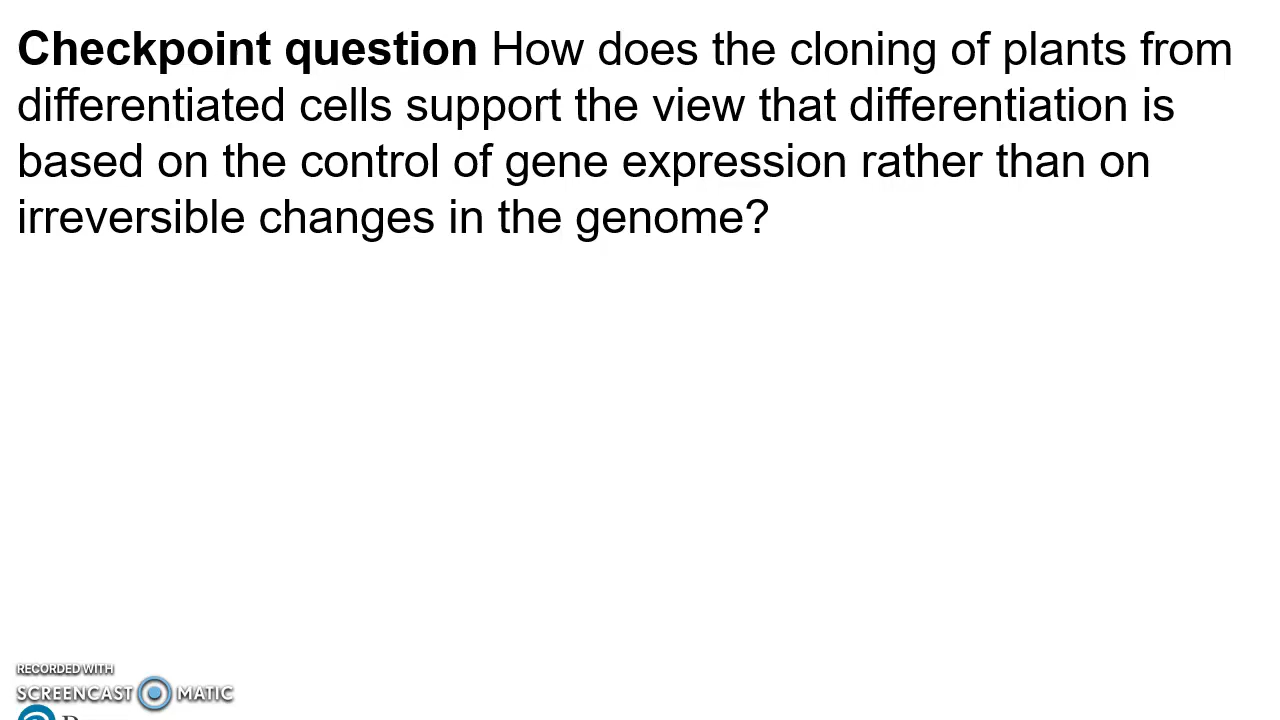 Checkpoint question How does the cloning of plants from
differentiated cells support the view that differentiation is
based on the control of gene expression rather than on
irreversible changes in the genome?
RECORDED WITH
SCREENCAST MATIC